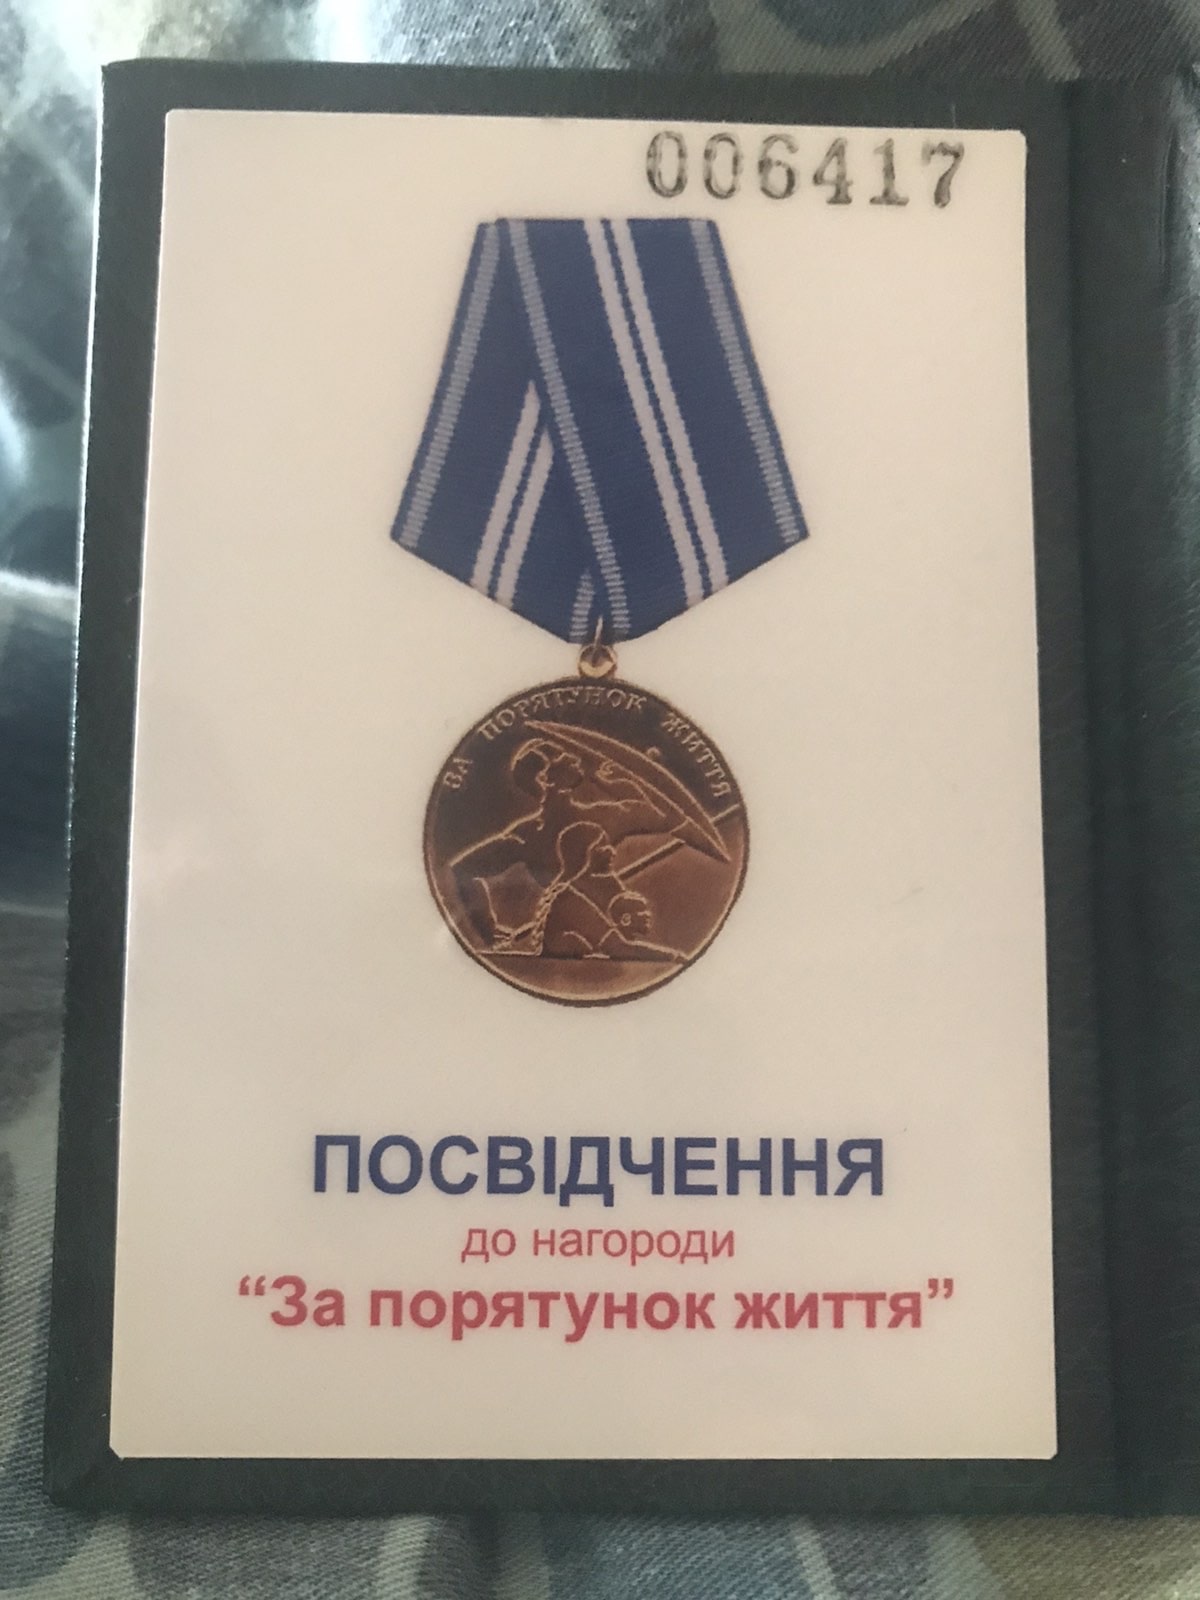 006417
ЗА ПОРЯТУНОК ЖИТТЯ
ПОСВІДЧЕННЯ
до нагороди
“За порятунок життя”